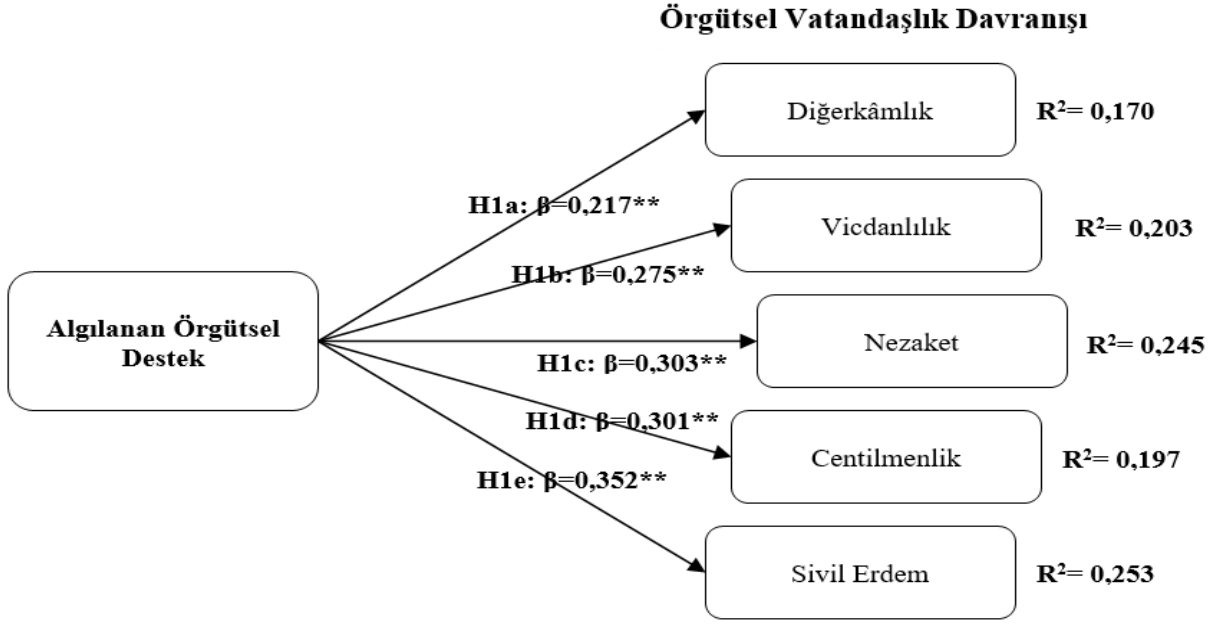 Örgütsel Vatandaşlık Davranışı
Diğerkâmlık
R²= 0,170
H1a: β=0,217**
Vicdanlılık
R²= 0,203
H1b: β=0,275**
Algılanan Örgütsel
Destek
Nezaket
R²= 0,245
H1c: β=0,303**
H1d: β=0,301**
Centilmenlik
R²= 0,197
H1e: β=0,352**
Sivil Erdem
R²= 0,253